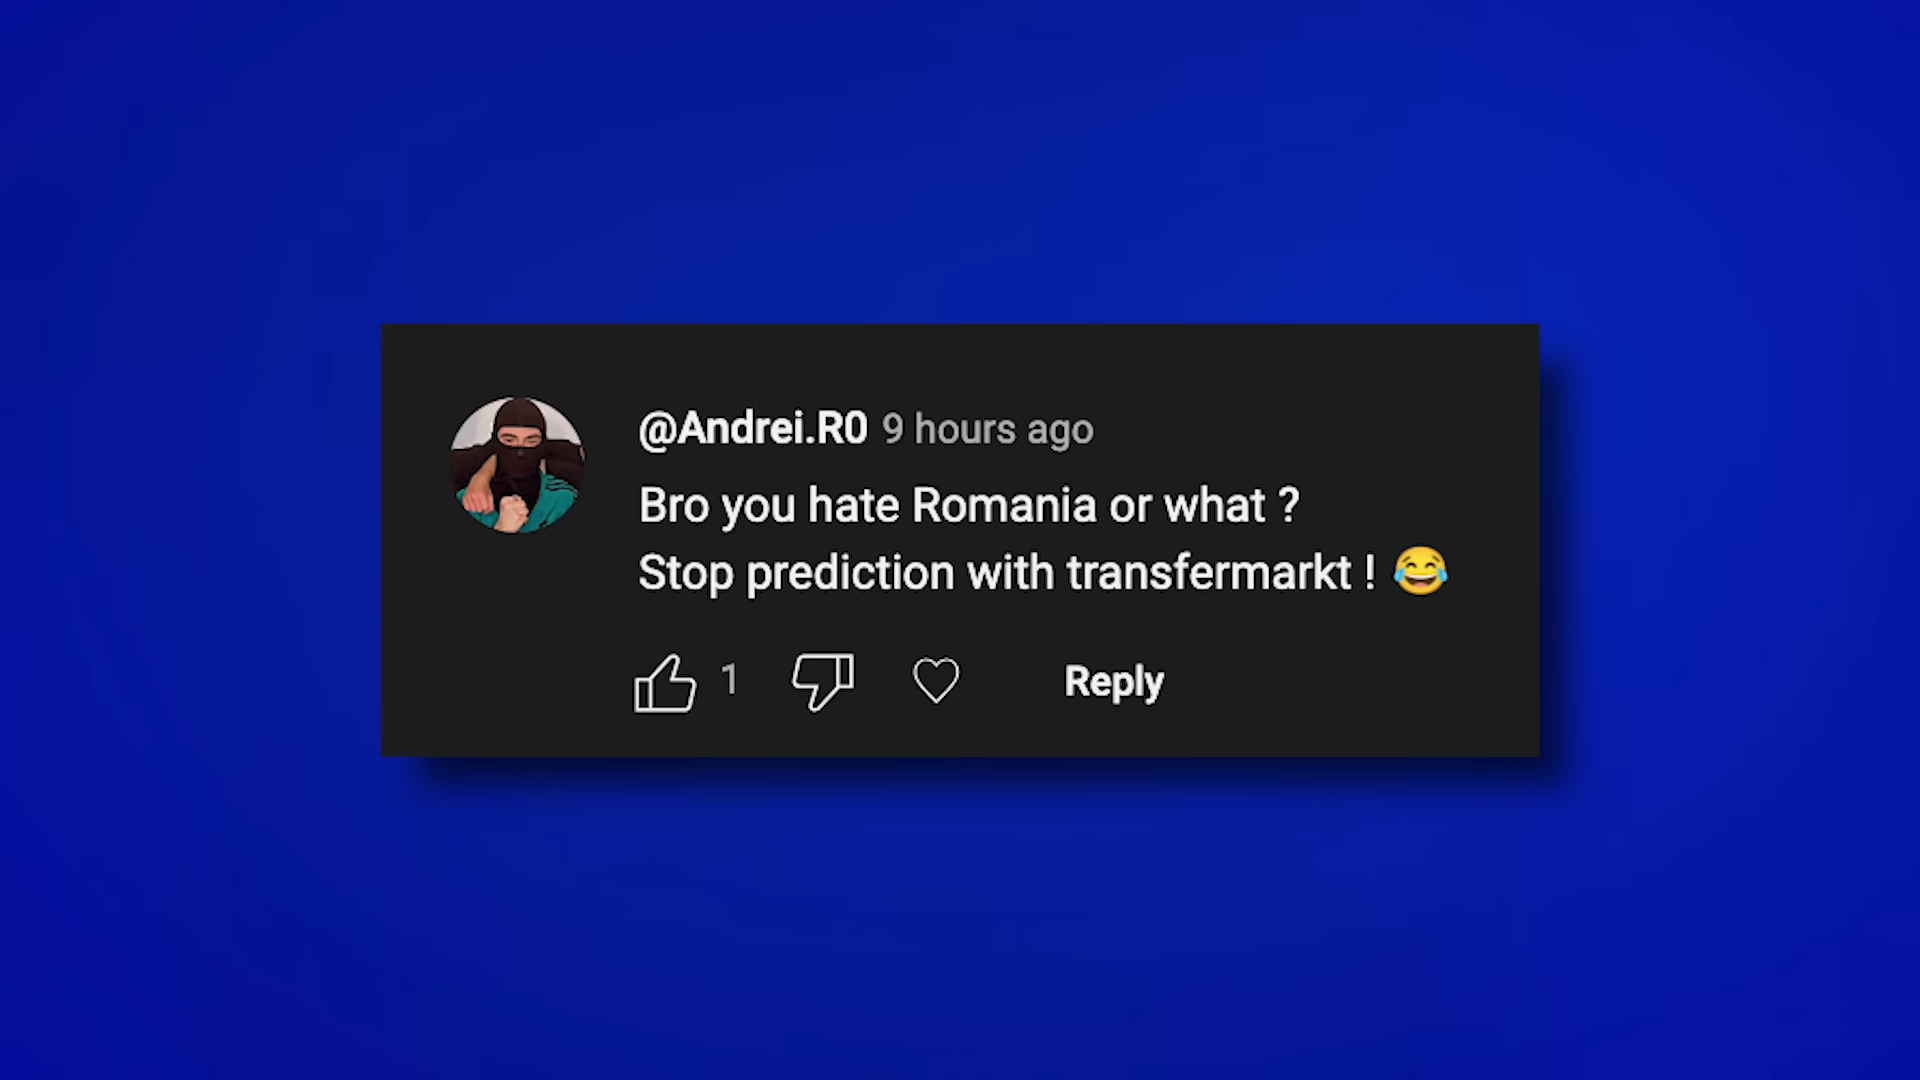 @Andrei.R0 9 hours ago
Bro you hate Romania or what ?
Stop prediction with transfermarkt ! 😂
1 Reply